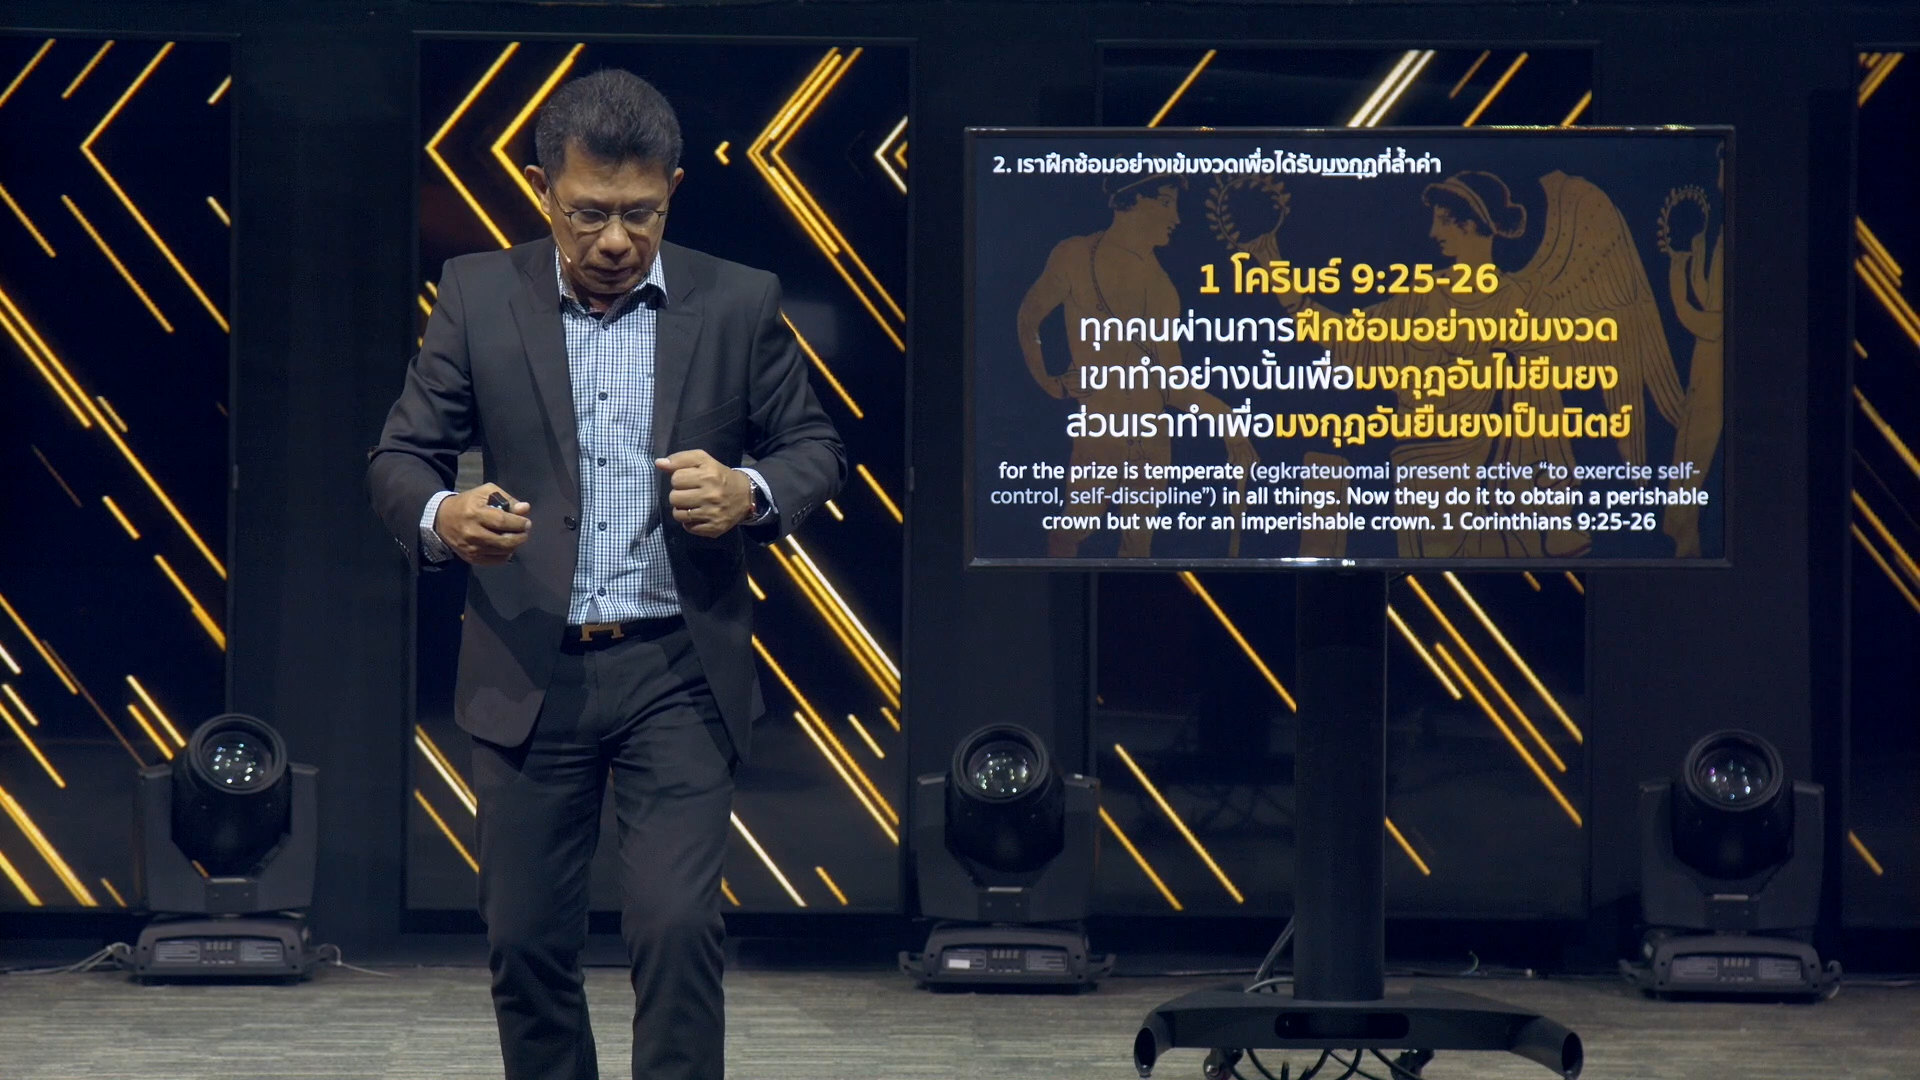 2. เราฝึกซ้อมอย่างเข้มงวดเพื่อได้รับมงกุฎที่ล้ำค่า
1 โครินธ์ 9:25-26
ทุกคนผ่านการฝึกซ้อมอย่างเข้มงวด
เขาทำอย่างนั้นเพื่อมงกุฎอันไม่ยืนยง
ส่วนเราทำเพื่อมงกุฎอันยืนยงเป็นนิตย์
for the prize is temperate (egkrateuomai present active “to exercise self-
control, self-discipline”) in all things. Now they do it to obtain a perishable
crown but we for an imperishable crown. 1 Corinthians 9:25-26
LG